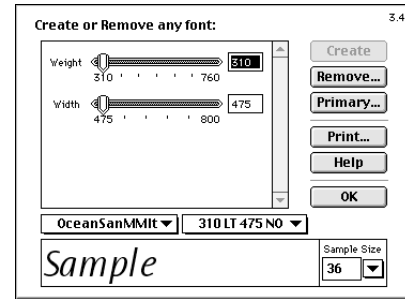 3.4
Create or Remove any font:
Weight 310
310 760
Width 475
475 800
Create
Remove...
Primary...
Print...
Help
OK
OceanSanMMIt 310 LT 475 NO
Sample
Sample Size
36